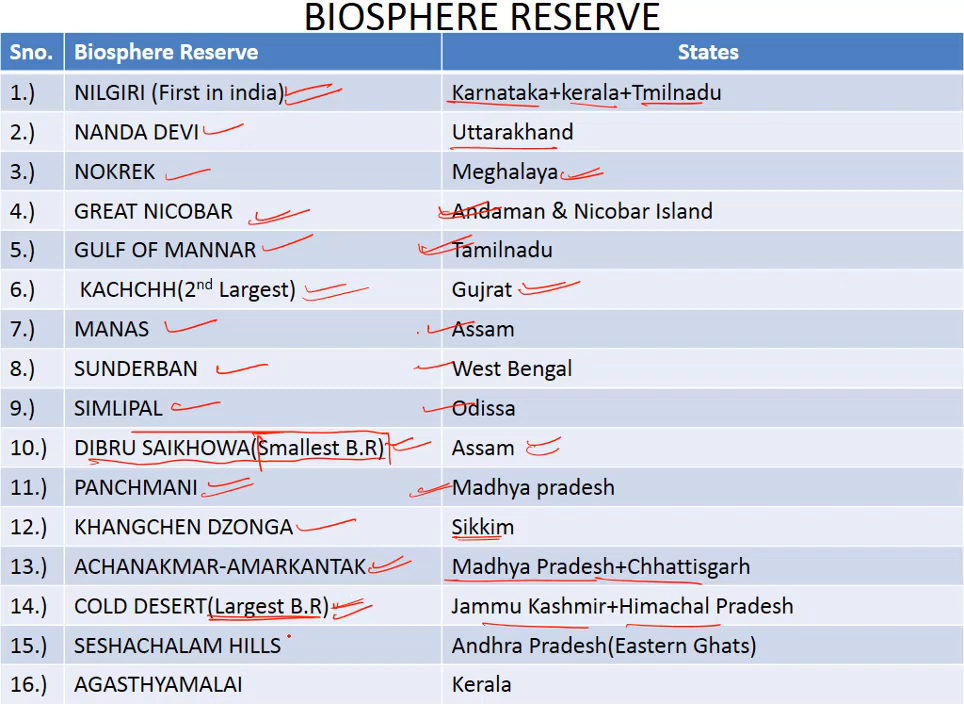 BIOSPHERE RESERVE
Sno. Biosphere Reserve States
1.) NILGIRI (First in india) Karnataka+kerala+Tmilnadu
2.) NANDA DEVI Uttarakhand
3.) NOKREK Meghalaya
4.) GREAT NICOBAR Andaman & Nicobar Island
5.) GULF OF MANNAR Tamilnadu
6.) KACHCHH(2nd Largest) Gujrat
7.) MANAS Assam
8.) SUNDERBAN West Bengal
9.) SIMLIPAL Odissa
10.) DIBRU SAIKHOWA(Smallest B.R) Assam
11.) PANCHMANI Madhya pradesh
12.) KHANGCHEN DZONGA Sikkim
13.) ACHANAKMAR-AMARKANTAK Madhya Pradesh+Chhattisgarh
14.) COLD DESERT(Largest B.R) Jammu Kashmir+Himachal Pradesh
15.) SESHACHALAM HILLS Andhra Pradesh(Eastern Ghats)
16.) AGASTHYAMALAI Kerala